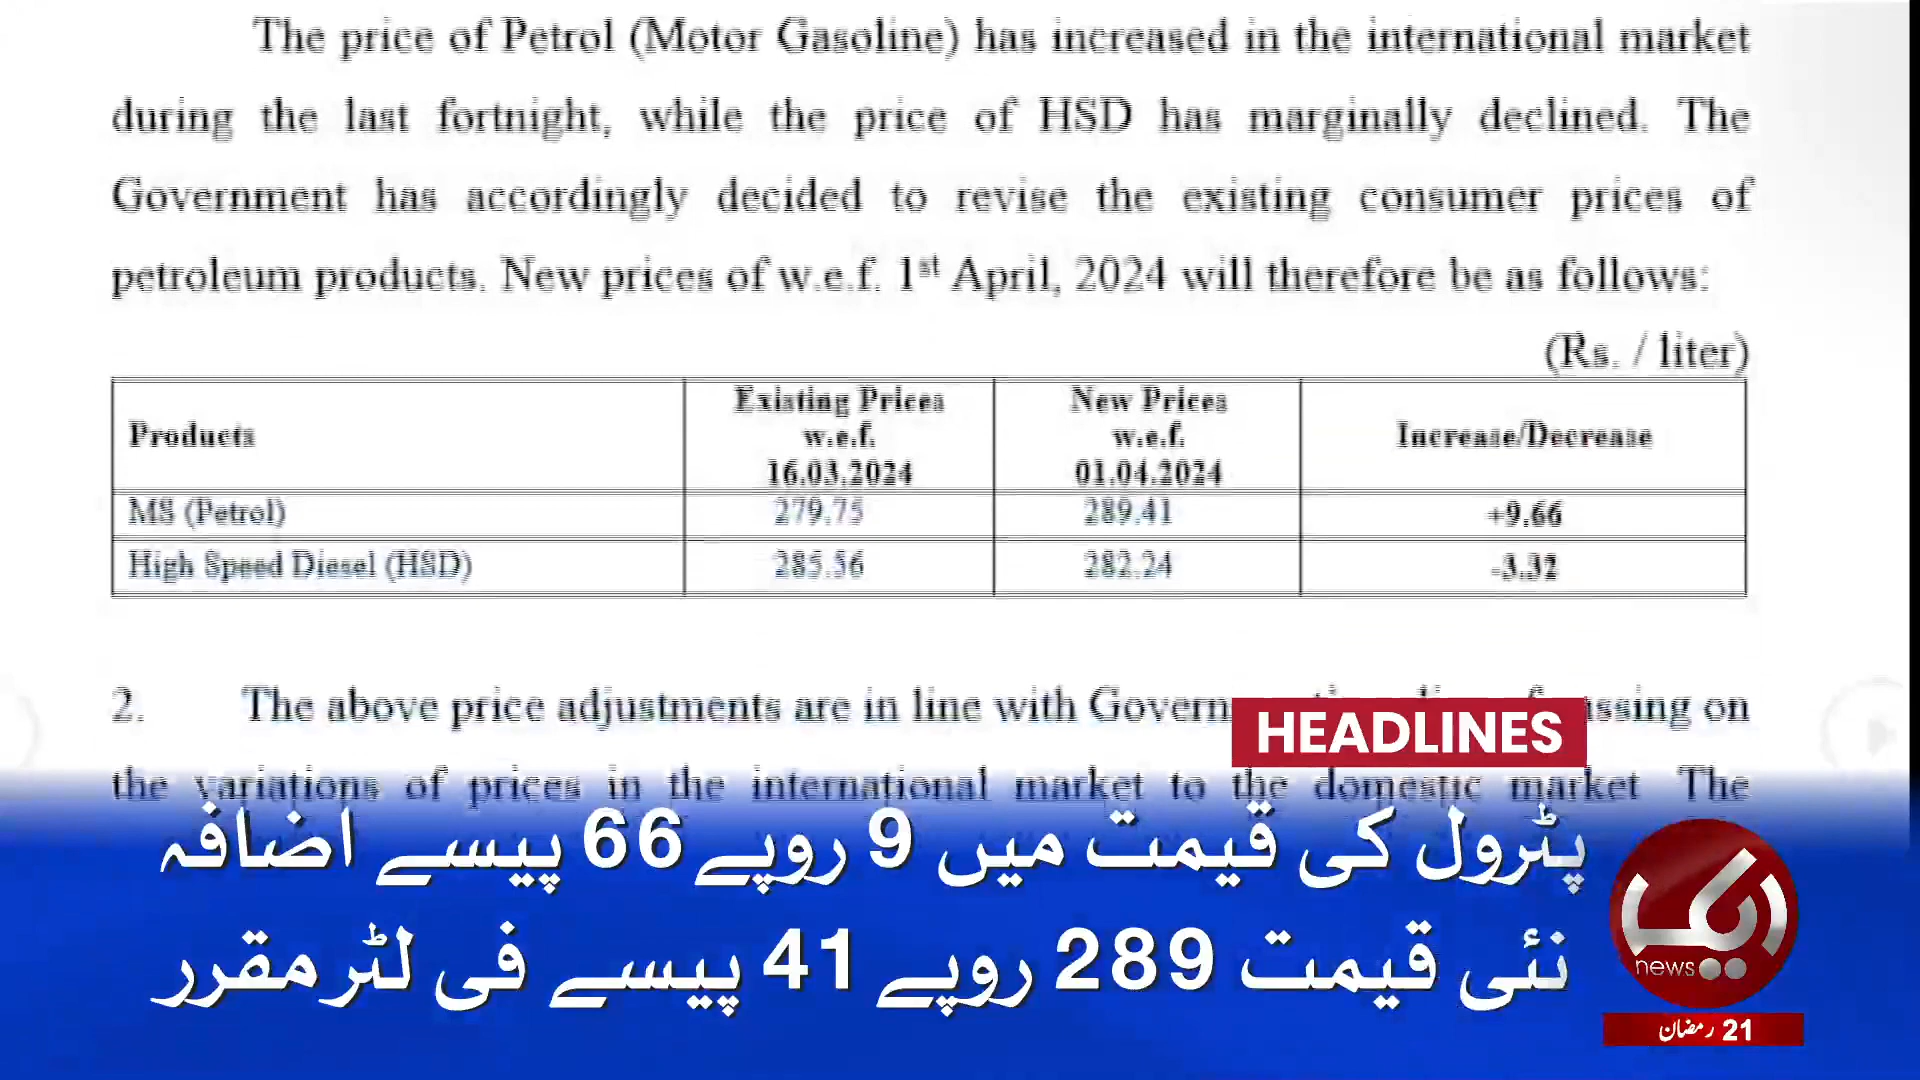 The price of Petrol (Motor Gasoline) has increased in the international market
during the last fortnight, while the price of HSD has marginally declined. The
Government has accordingly decided to revise the existing consumer prices of
petroleum products. New prices of w.e.f. 1st April, 2024 will therefore be as follows:
(Rs. / liter)
Products | Existing Prices w.e.f. 16.03.2024 | New Prices w.e.f. 01.04.2024 | Increase/Decrease
MS (Petrol) | 279.75 | 289.41 | +9.66
High Speed Diesel (HSD) | 285.56 | 282.24 | -3.32
2. The above price adjustments are in line with Govern ssing on
HEADLINES
the variations of prices in the international market to the domestic market. The
پٹرول کی قیمت میں 9 روپے 66 پیسے اضافہ
نئی قیمت 289 روپے 41 پیسے فی لٹر مقرر
ایک
news
21 رمضان